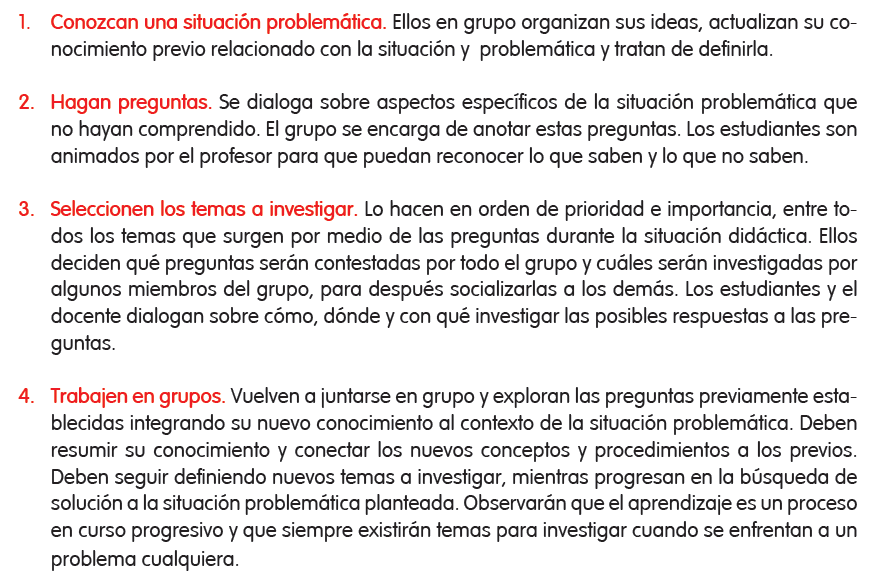 1. Conozcan una situación problemática. Ellos en grupo organizan sus ideas, actualizan su co-
nocimiento previo relacionado con la situación y problemática y tratan de definirla.
2. Hagan preguntas. Se dialoga sobre aspectos específicos de la situación problemática que
no hayan comprendido. El grupo se encarga de anotar estas preguntas. Los estudiantes son
animados por el profesor para que puedan reconocer lo que saben y lo que no saben.
3. Seleccionen los temas a investigar. Lo hacen en orden de prioridad e importancia, entre to-
dos los temas que surgen por medio de las preguntas durante la situación didáctica. Ellos
deciden qué preguntas serán contestadas por todo el grupo y cuáles serán investigadas por
algunos miembros del grupo, para después socializarlas a los demás. Los estudiantes y el
docente dialogan sobre cómo, dónde y con qué investigar las posibles respuestas a las pre-
guntas.
4. Trabajen en grupos. Vuelven a juntarse en grupo y exploran las preguntas previamente esta-
blecidas integrando su nuevo conocimiento al contexto de la situación problemática. Deben
resumir su conocimiento y conectar los nuevos conceptos y procedimientos a los previos.
Deben seguir definiendo nuevos temas a investigar, mientras progresan en la búsqueda de
solución a la situación problemática planteada. Observarán que el aprendizaje es un proceso
en curso progresivo y que siempre existirán temas para investigar cuando se enfrentan a un
problema cualquiera.